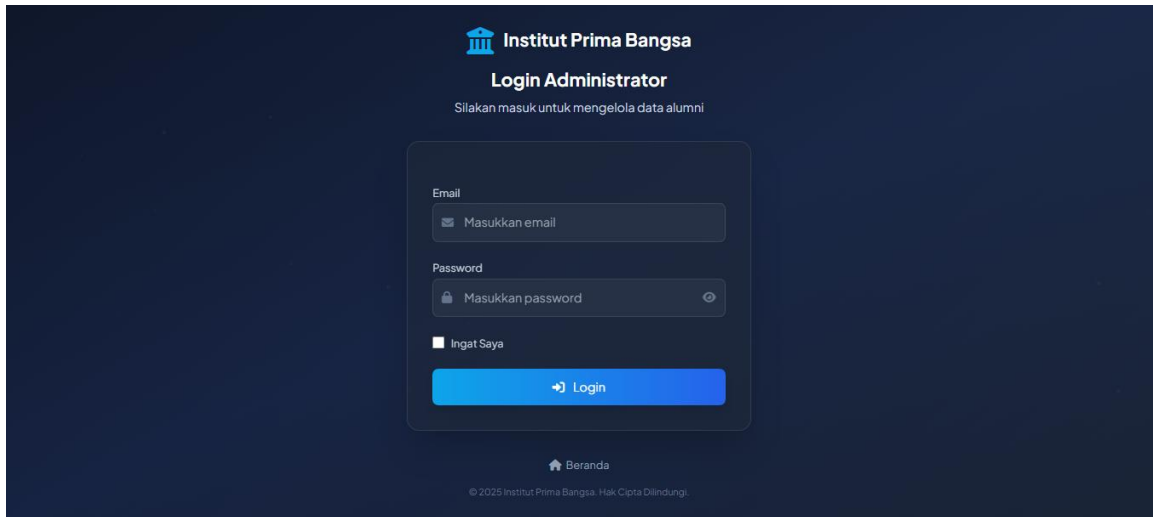 Institut Prima Bangsa
Login Administrator
Silakan masuk untuk mengelola data alumni
Email
Masukkan email
Password
Masukkan password
Ingat Saya
Login
Beranda
© 2025 Institut Prima Bangsa. Hak Cipta Dilindungi.